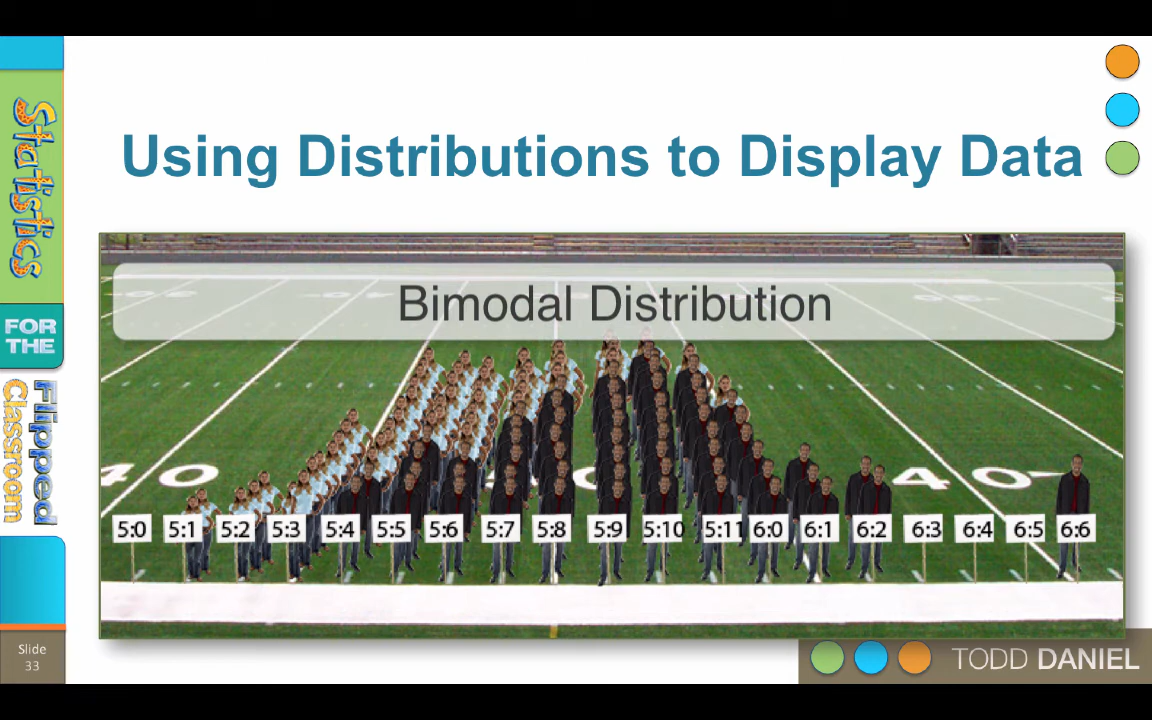 Using Distributions to Display Data
Bimodal Distribution
40
40
5:0 5:1 5:2 5:3 5:4 5:5 5:6 5:7 5:8 5:9 5:10 5:11 6:0 6:1 6:2 6:3 6:4 6:5 6:6
Statistics
FOR
THE
Flipped
Classroom
Slide
33
TODD DANIEL